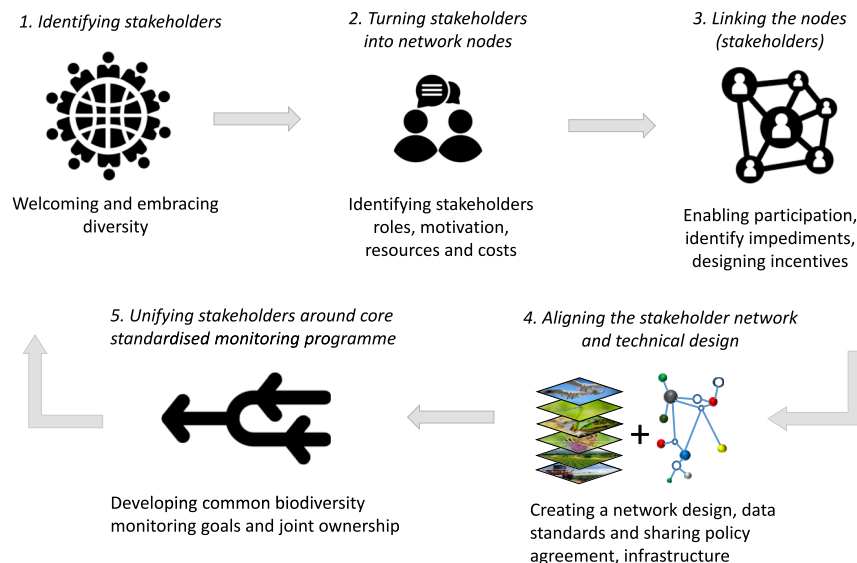 1. Identifying stakeholders
Welcoming and embracing
diversity
2. Turning stakeholders
into network nodes
Identifying stakeholders
roles, motivation,
resources and costs
3. Linking the nodes
(stakeholders)
Enabling participation,
identify impediments,
designing incentives
4. Aligning the stakeholder network
and technical design
+
Creating a network design, data
standards and sharing policy
agreement, infrastructure
5. Unifying stakeholders around core
standardised monitoring programme
Developing common biodiversity
monitoring goals and joint ownership